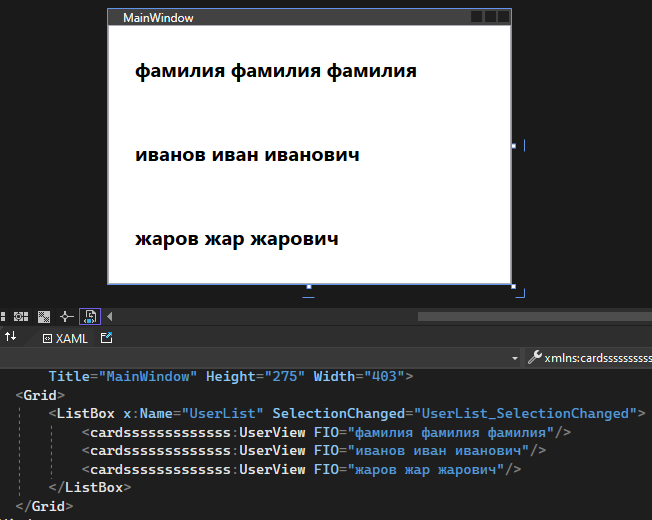 MainWindow
фамилия фамилия фамилия
иванов иван иванович
жаров жар жарович
XAML
xmlns:cardsssssssssss
Title="MainWindow" Height="275" Width="403">
<Grid>
<ListBox x:Name="UserList" SelectionChanged="UserList_SelectionChanged">
<cardsssssssssssss:UserView FIO="фамилия фамилия фамилия"/>
<cardsssssssssssss:UserView FIO="иванов иван иванович"/>
<cardsssssssssssss:UserView FIO="жаров жар жарович"/>
</ListBox>
</Grid>